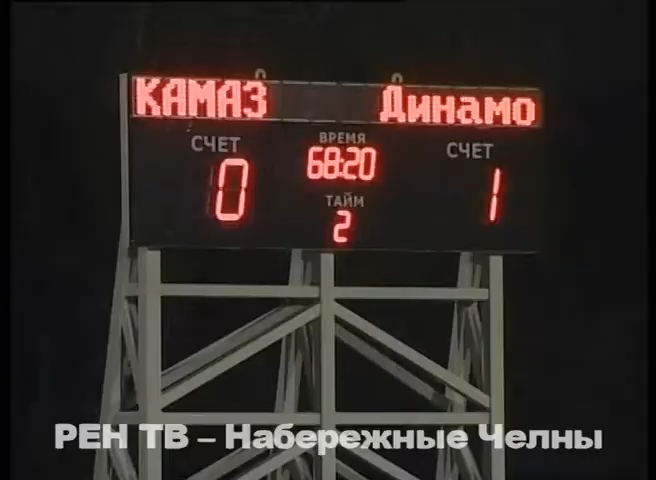 КАМАЗ Динамо
СЧЕТ ВРЕМЯ СЧЕТ
0 68:20 1
ТАЙМ
2
РЕН ТВ – Набережные Челны